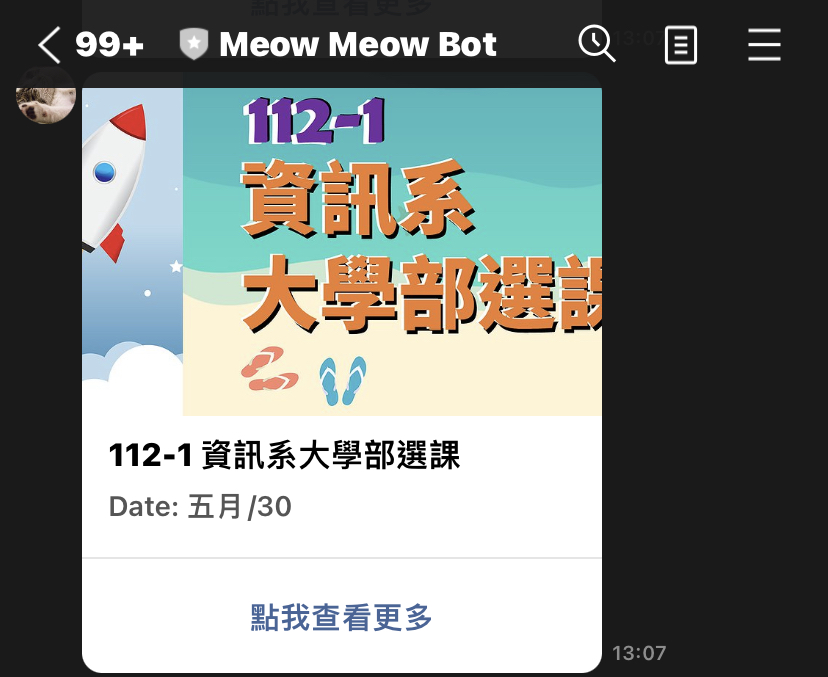 點我查看更多
99+ Meow Meow Bot
13:07
112-1
資訊系
大學部選課
112-1 資訊系大學部選課
Date: 五月/30
點我查看更多
13:07